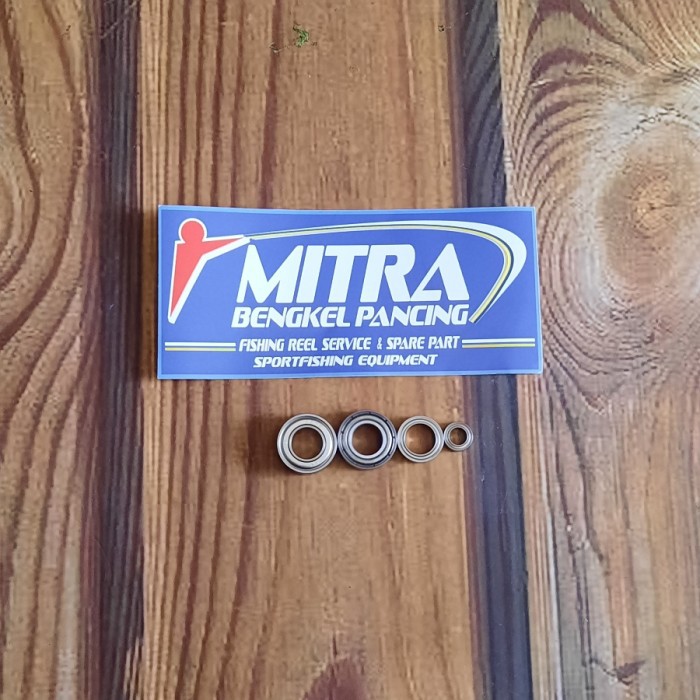 MITRA
BENGKEL PANCING
FISHING REEL SERVICE & SPARE PART
SPORTFISHING EQUIPMENT